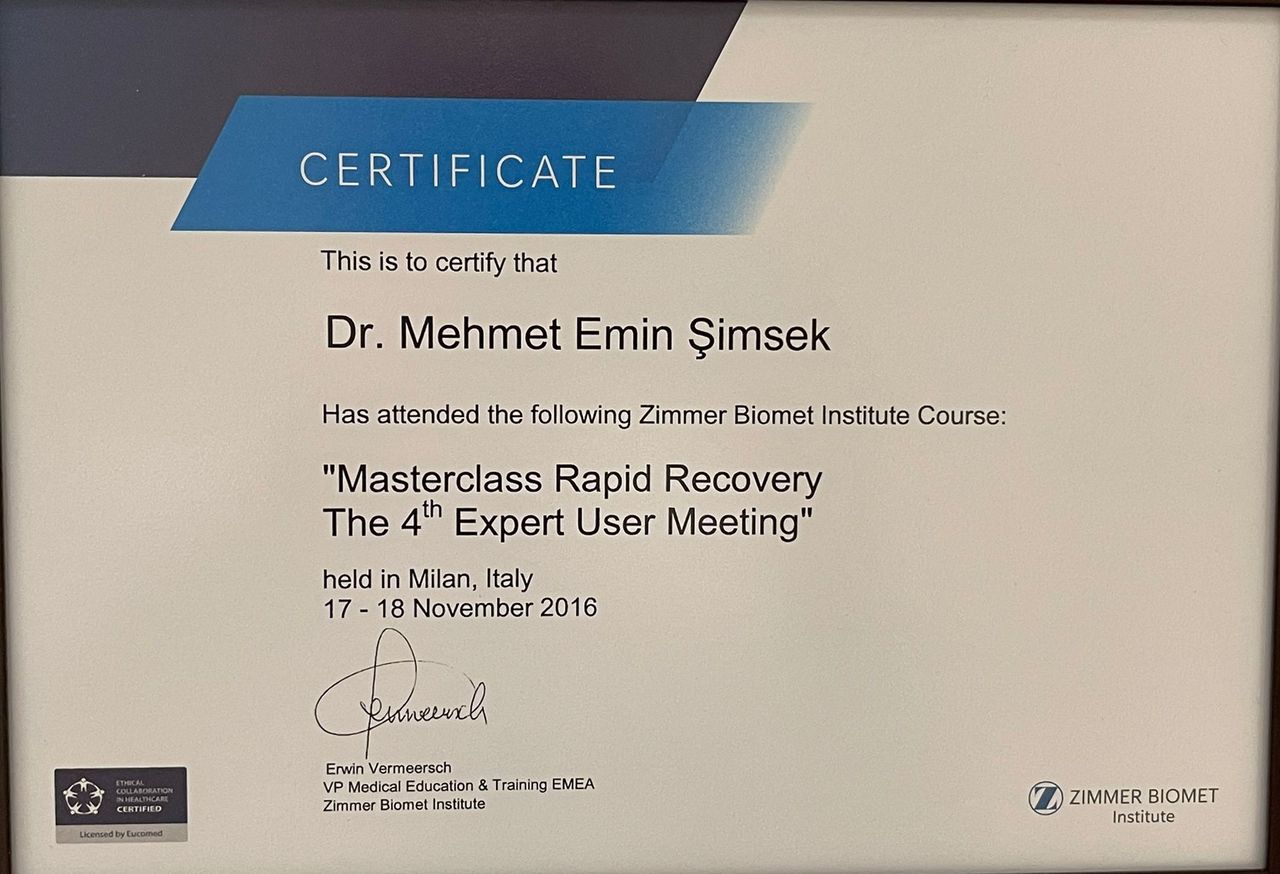 CERTIFICATE
This is to certify that
Dr. Mehmet Emin Şimsek
Has attended the following Zimmer Biomet Institute Course:
"Masterclass Rapid Recovery
The 4th Expert User Meeting"
held in Milan, Italy
17 - 18 November 2016
Vermeersch
Erwin Vermeersch
VP Medical Education & Training EMEA
Zimmer Biomet Institute
ETHICAL
COLLABORATION
IN HEALTHCARE
CERTIFIED
Licensed by Eucomed
ZIMMER BIOMET
Institute